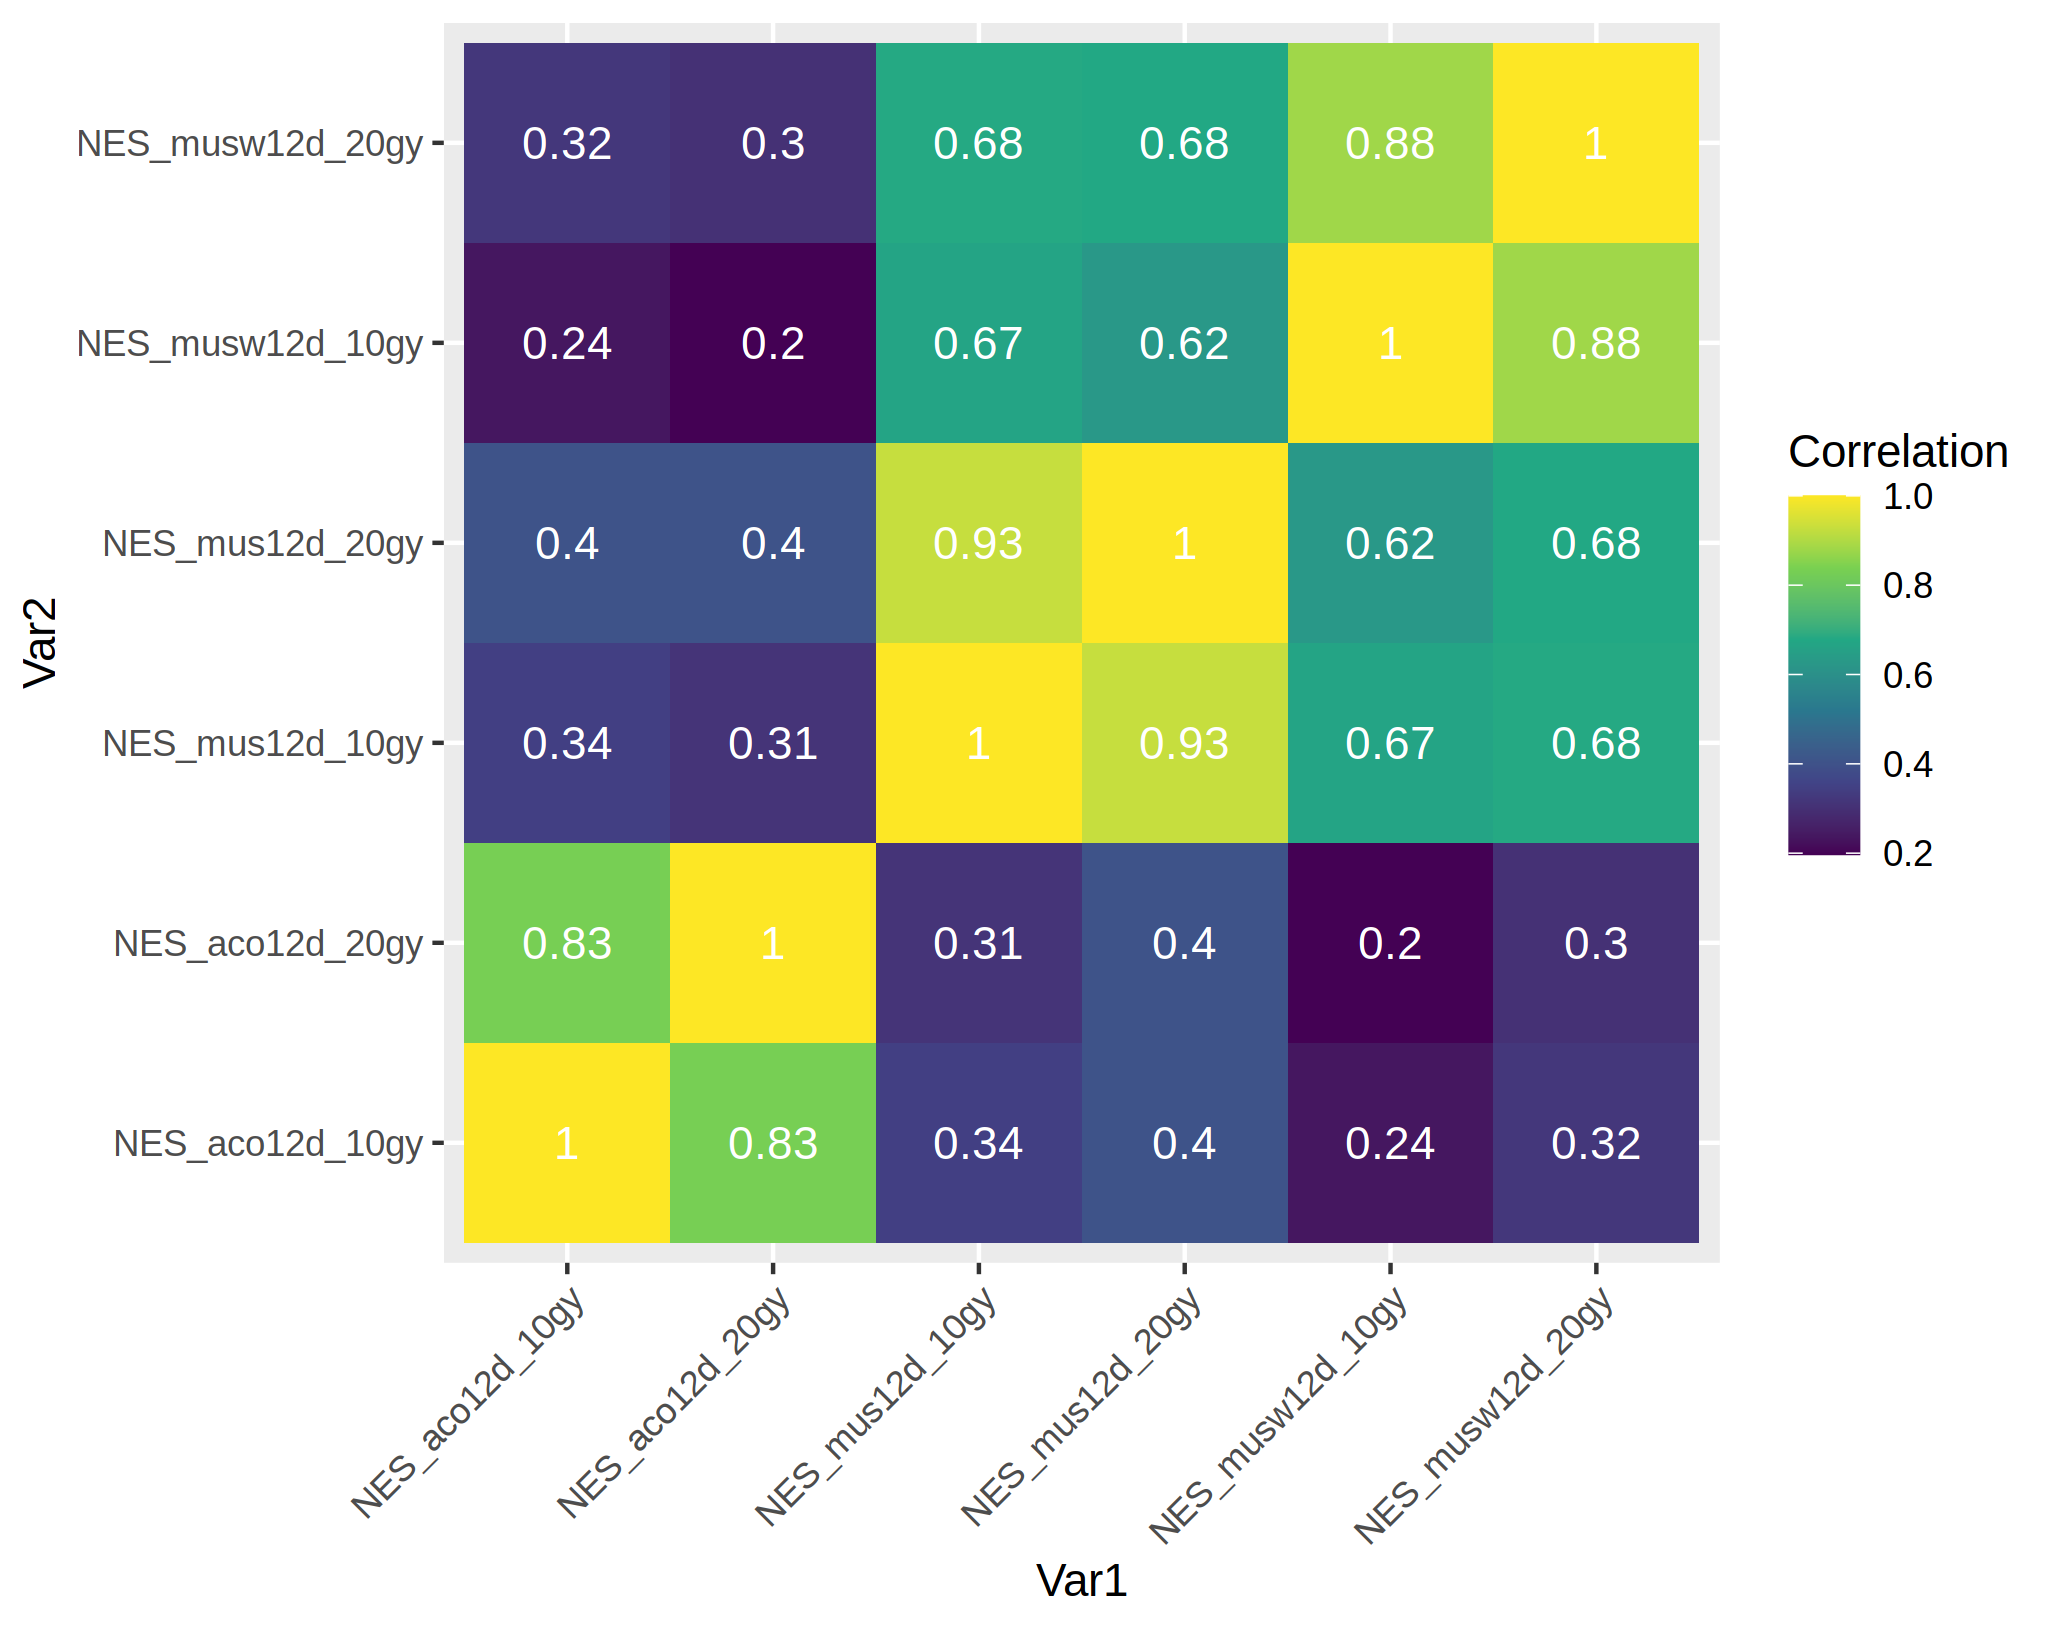 NES_musw12d_20gy 0.32 0.3 0.68 0.68 0.88 1
NES_musw12d_10gy 0.24 0.2 0.67 0.62 1 0.88
NES_mus12d_20gy 0.4 0.4 0.93 1 0.62 0.68
NES_mus12d_10gy 0.34 0.31 1 0.93 0.67 0.68
NES_aco12d_20gy 0.83 1 0.31 0.4 0.2 0.3
NES_aco12d_10gy 1 0.83 0.34 0.4 0.24 0.32
Var2
NES_aco12d_10gy
NES_aco12d_20gy
NES_mus12d_10gy
NES_mus12d_20gy
NES_musw12d_10gy
NES_musw12d_20gy
Var1
Correlation
1.0
0.8
0.6
0.4
0.2